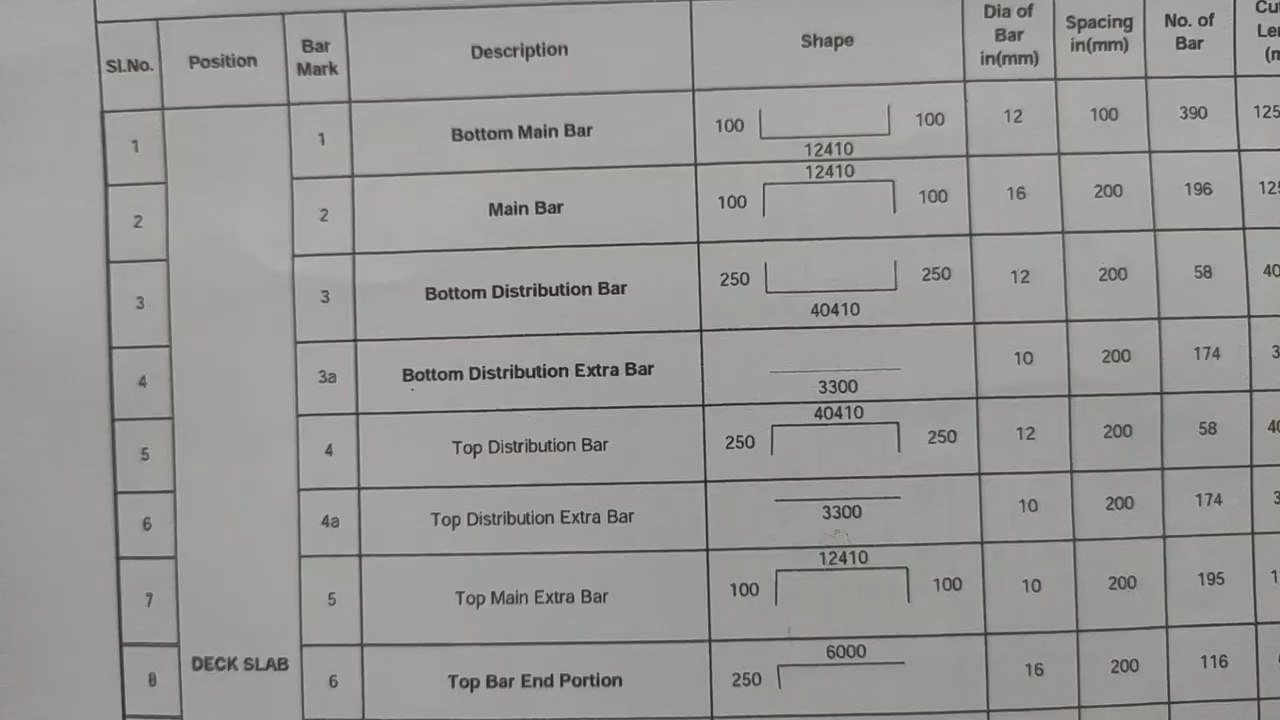 Sl.No. Position Bar Mark Description Shape Dia of Bar in(mm) Spacing in(mm) No. of Bar
1 1 Bottom Main Bar 100 12410 100 12 100 390
2 2 Main Bar 12410 100 100 16 200 196
3 3 Bottom Distribution Bar 250 250 40410 12 200 58
4 3a Bottom Distribution Extra Bar 3300 10 200 174
5 4 Top Distribution Bar 40410 250 250 12 200 58
6 4a Top Distribution Extra Bar 3300 10 200 174
7 5 Top Main Extra Bar 12410 100 100 10 200 195
8 DECK SLAB 6 Top Bar End Portion 6000 250 16 200 116